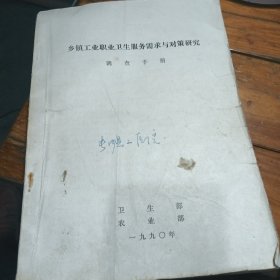 乡镇工业职业卫生服务需求与对策研究
调查手册
卫生部
农业部
一九九〇年